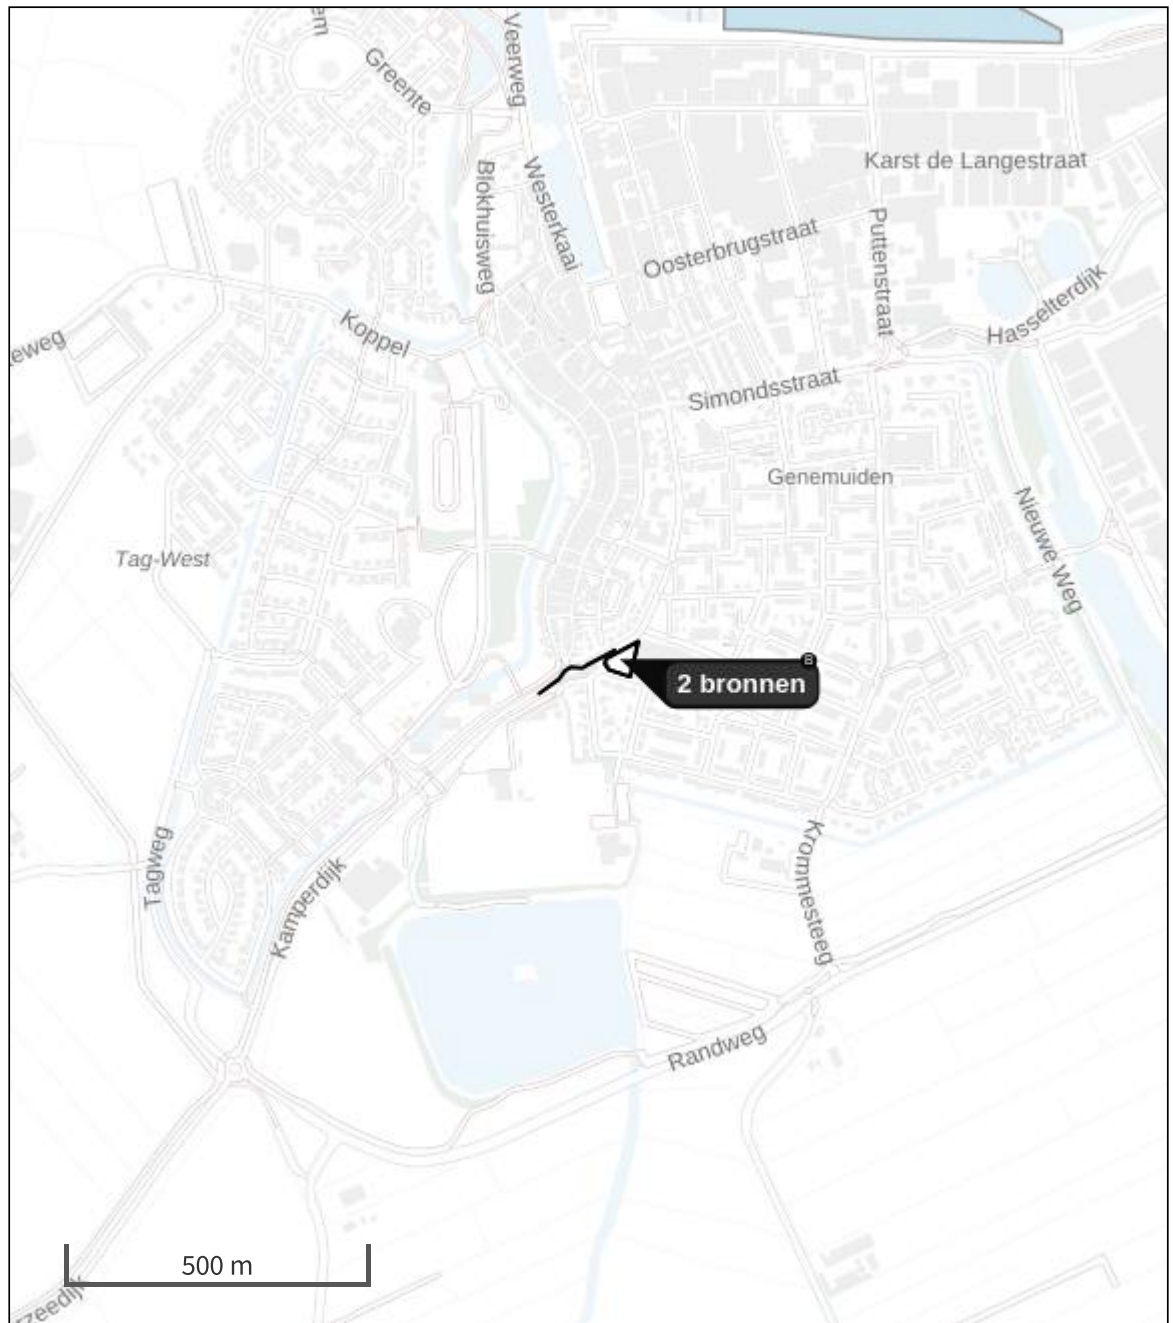 em
Greente
Veerweg
Karst de Langestraat
Blokhuisweg
Westerkaai
Oosterbrugstraat
Puttenstraat
Hasselterdijk
eweg
Koppel
Simondsstraat
Genemuiden
Nieuwe Weg
Tag-West
B
2 bronnen
Tagweg
Kamperdijk
Krommesteeg
Randweg
500 m
Zeedijk